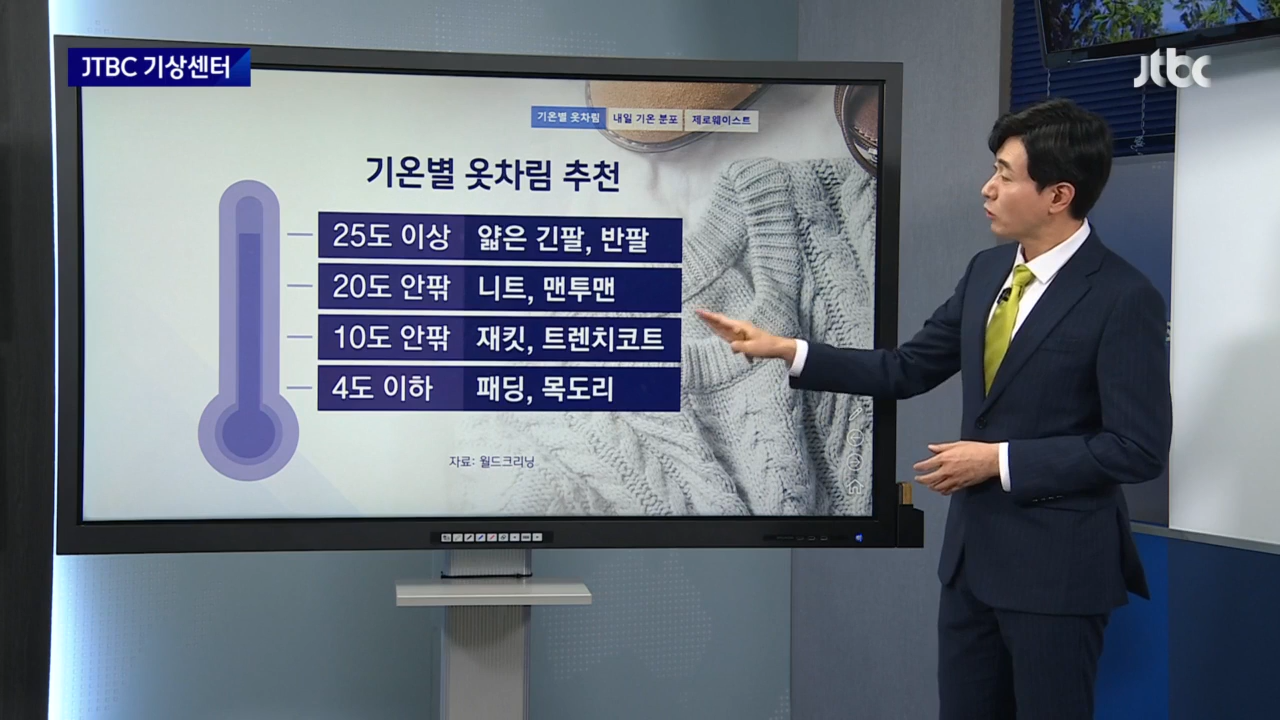 JTBC 기상센터
jtbc
기온별 옷차림 내일 기온 분포 제로웨이스트
기온별 옷차림 추천
25도 이상 얇은 긴팔, 반팔
20도 안팎 니트, 맨투맨
10도 안팎 재킷, 트렌치코트
4도 이하 패딩, 목도리
자료: 월드크리닝